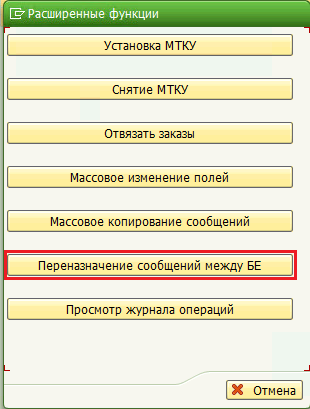 Расширенные функции
Установка МТКУ
Снятие МТКУ
Отвязать заказы
Массовое изменение полей
Массовое копирование сообщений
Переназначение сообщений между БЕ
Просмотр журнала операций
Отмена